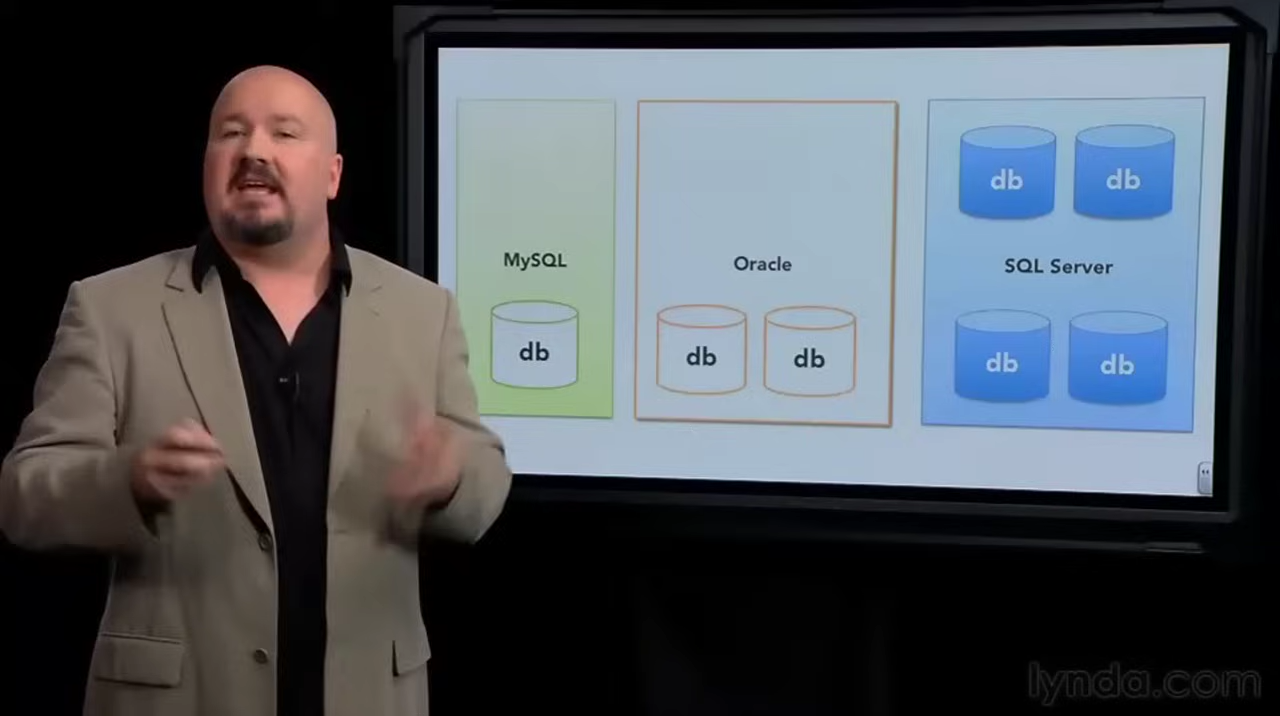 db db
MySQL Oracle SQL Server
db db db db db
lynda.com